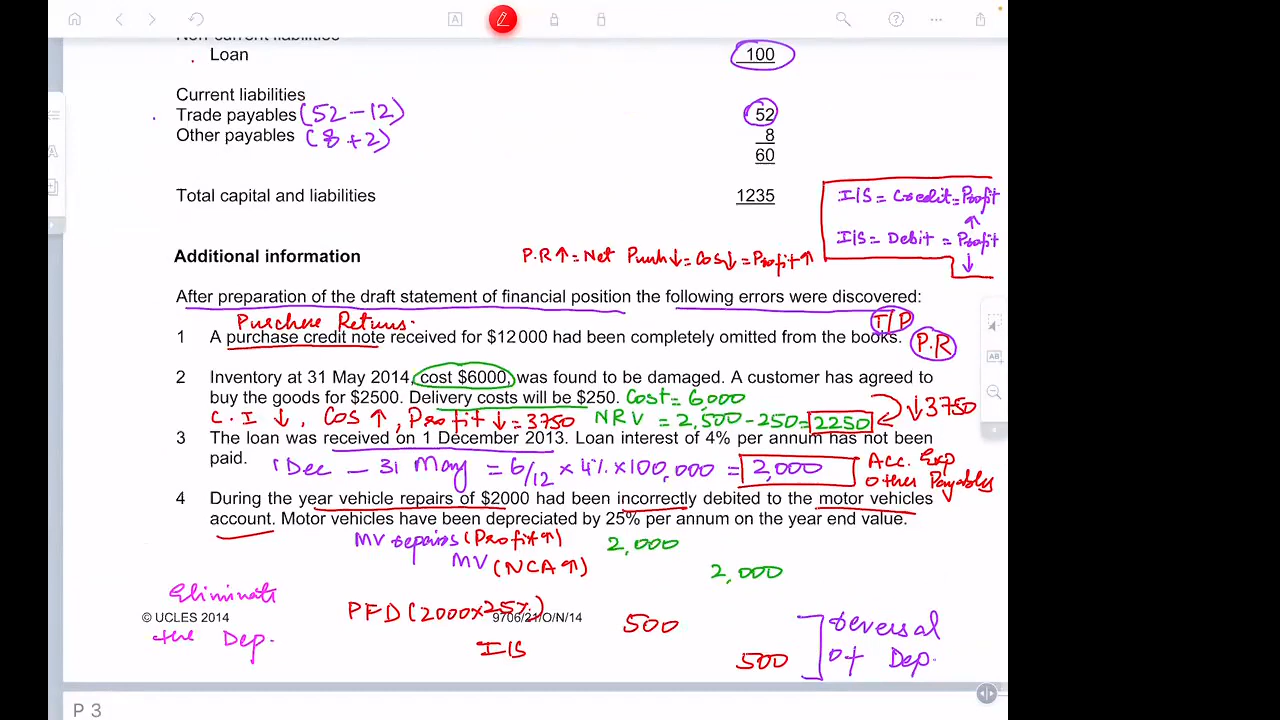 Non-current liabilities
Loan 100
Current liabilities
Trade payables (52 - 12) 52
Other payables (8 + 2) 8
60
Total capital and liabilities 1235
I/S = Credit = Profit ↑
I/S = Debit = Profit ↓
Additional information
P.R ↑ = Net Purch ↓ = Cos ↓ = Profit ↑
After preparation of the draft statement of financial position the following errors were discovered:
Purchase Returns.
T/P
1 A purchase credit note received for $12 000 had been completely omitted from the books.
P.R
2 Inventory at 31 May 2014, cost $6000, was found to be damaged. A customer has agreed to
buy the goods for $2500. Delivery costs will be $250. Cost = 6,000
↓3750
C.I ↓, Cos ↑, Profit ↓ = 3750 NRV = 2,500 - 250 = 2250
3 The loan was received on 1 December 2013. Loan interest of 4% per annum has not been
paid. 1 Dec - 31 May = 6/12 × 4% × 100,000 = 2,000 Acc. Exp
Other Payables
4 During the year vehicle repairs of $2000 had been incorrectly debited to the motor vehicles
account. Motor vehicles have been depreciated by 25% per annum on the year end value.
MV repairs (Profit ↑) 2,000
MV (NCA ↑) 2,000
Eliminate
the Dep.
PFD (2000×25%) 500
I/S 500
reversal
of Dep.
© UCLES 2014 9706/21/O/N/14
P 3